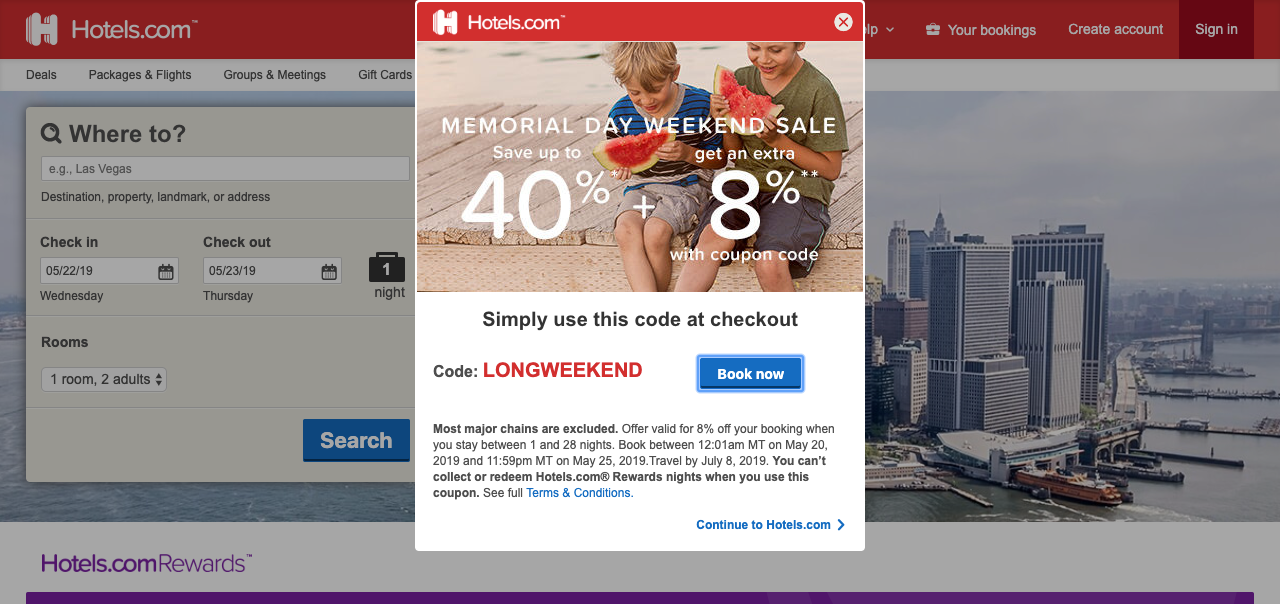 Hotels.com™
Your bookings
Create account
Sign in
Deals
Packages & Flights
Groups & Meetings
Gift Cards
Where to?
e.g., Las Vegas
Destination, property, landmark, or address
Check in
Check out
05/22/19
05/23/19
1
Wednesday
Thursday
night
Rooms
1 room, 2 adults
Search
Hotels.com™
MEMORIAL DAY WEEKEND SALE
Save up to
get an extra
40%* + 8%**
with coupon code
Simply use this code at checkout
Code: LONGWEEKEND
Book now
Most major chains are excluded. Offer valid for 8% off your booking when
you stay between 1 and 28 nights. Book between 12:01am MT on May 20,
2019 and 11:59pm MT on May 25, 2019.Travel by July 8, 2019. You can't
collect or redeem Hotels.com® Rewards nights when you use this
coupon. See full Terms & Conditions.
Continue to Hotels.com
Hotels.comRewards™